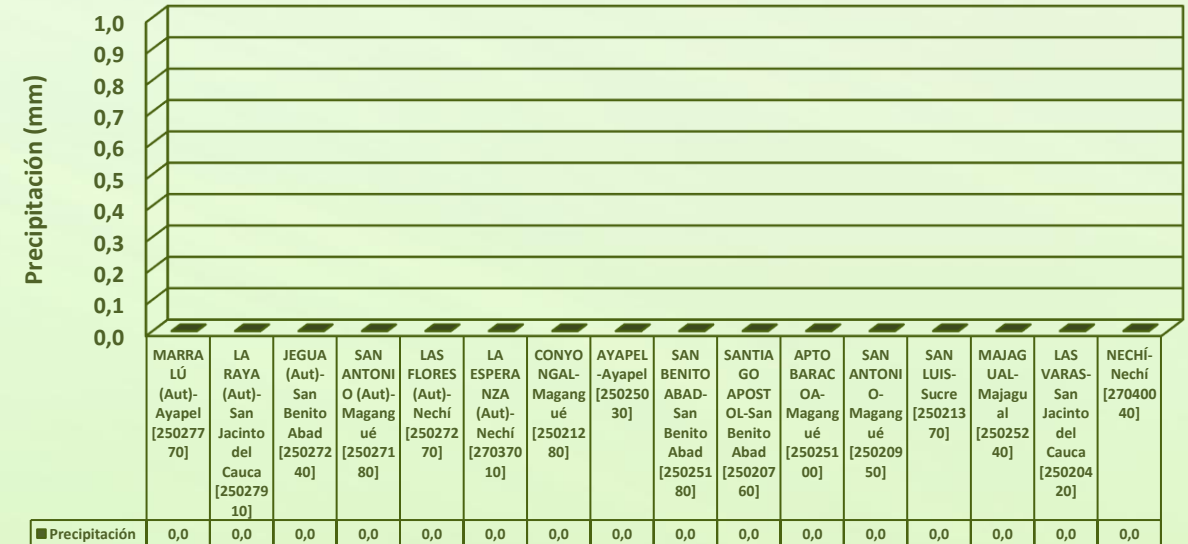 Precipitación (mm)
1,0
0,9
0,8
0,7
0,6
0,5
0,4
0,3
0,2
0,1
0,0
MARRA
LÚ
(Aut)-
Ayapel
[250277
70]
LA
RAYA
(Aut)-
San
Jacinto
del
Cauca
[250279
10]
JEGUA
(Aut)-
San
Benito
Abad
[250272
40]
SAN
ANTONI
O (Aut)-
Magang
ué
[250271
80]
LAS
FLORES
(Aut)-
Nechí
[250272
70]
LA
ESPERA
NZA
(Aut)-
Nechí
[270370
10]
CONYO
NGAL-
Magang
ué
[250212
80]
AYAPEL
-Ayapel
[250250
30]
SAN
BENITO
ABAD-
San
Benito
Abad
[250251
80]
SANTIA
GO
APOST
OL-San
Benito
Abad
[250207
60]
APTO
BARAC
OA-
Magang
ué
[250251
00]
SAN
ANTONI
O-
Magang
ué
[250209
50]
SAN
LUIS-
Sucre
[250213
70]
MAJAG
UAL-
Majagu
al
[250252
40]
LAS
VARAS-
San
Jacinto
del
Cauca
[250204
20]
NECHÍ-
Nechí
[270400
40]
Precipitación 0,0 0,0 0,0 0,0 0,0 0,0 0,0 0,0 0,0 0,0 0,0 0,0 0,0 0,0 0,0 0,0